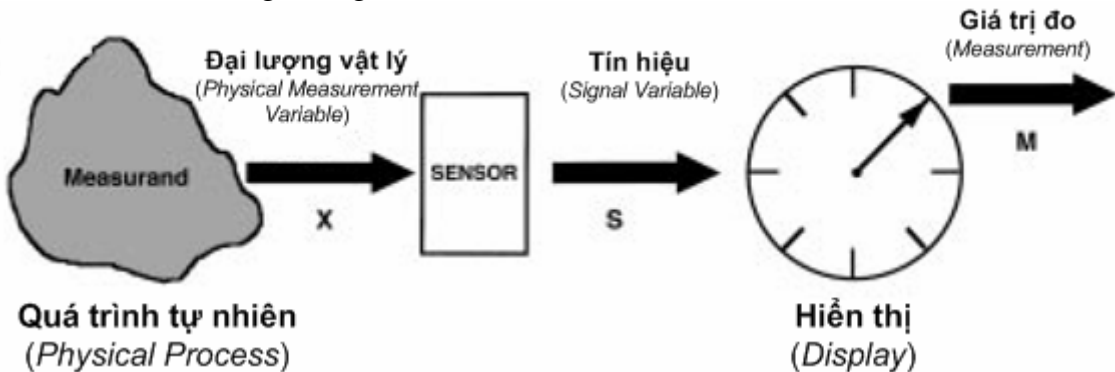 Giá trị đo
(Measurement)
Đại lượng vật lý
(Physical Measurement
Variable)
Tín hiệu
(Signal Variable)
Measurand
SENSOR
X
S
M
Quá trình tự nhiên
(Physical Process)
Hiển thị
(Display)